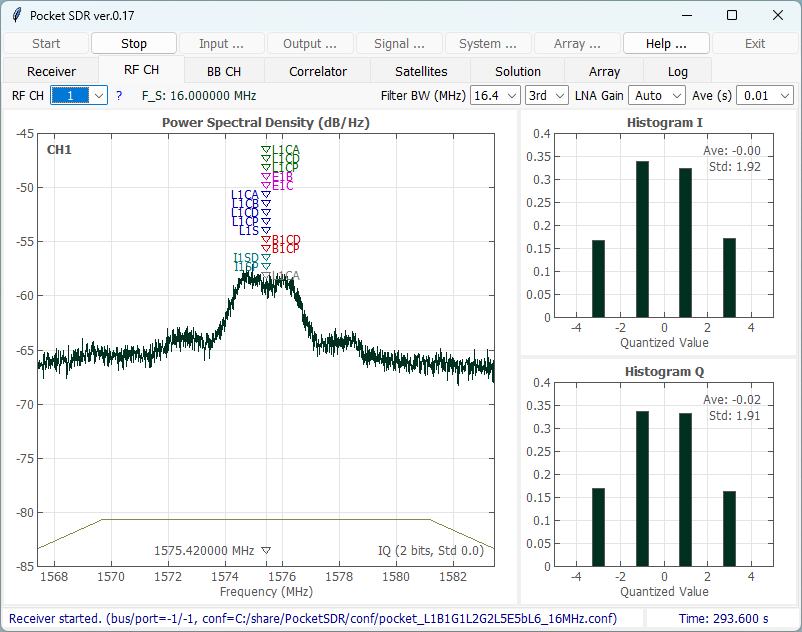 Pocket SDR ver.0.17
Start Stop Input ... Output ... Signal ... System ... Array ... Help ... Exit
Receiver RF CH BB CH Correlator Satellites Solution Array Log
RF CH 1 ? F_S: 16.000000 MHz Filter BW (MHz) 16.4 3rd LNA Gain Auto Ave (s) 0.01
Power Spectral Density (dB/Hz)
-45
CH1
L1CA
L1CD
L1CP
E1B
E1C
-50
L1CA
L1CB
L1CD
L1CP
L1S
-55
B1CD
B1CP
I1SD
I1SP
L1CA
-60
-65
-70
-75
-80
1575.420000 MHz IQ (2 bits, Std 0.0)
-85
1568 1570 1572 1574 1576 1578 1580 1582
Frequency (MHz)
Histogram I
0.4
Ave: -0.00
0.35
Std: 1.92
0.3
0.25
0.2
0.15
0.1
0.05
0
-4 -2 0 2 4
Quantized Value
Histogram Q
0.4
Ave: -0.02
0.35
Std: 1.91
0.3
0.25
0.2
0.15
0.1
0.05
0
-4 -2 0 2 4
Quantized Value
Receiver started. (bus/port=-1/-1, conf=C:/share/PocketSDR/conf/pocket_L1B1G1L2G2L5E5bL6_16MHz.conf) Time: 293.600 s